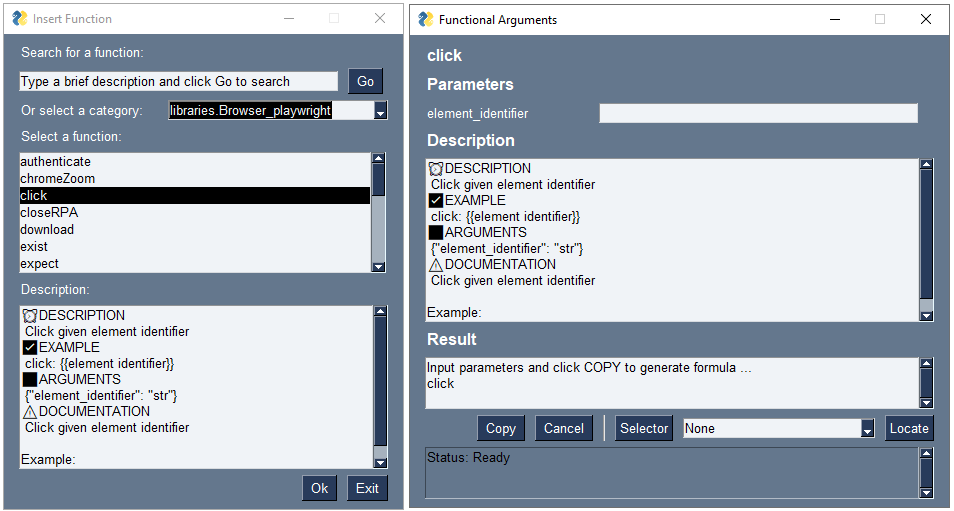 Insert Function
Search for a function:
Type a brief description and click Go to search
Go
Or select a category:
libraries.Browser_playwright
Select a function:
authenticate
chromeZoom
click
closeRPA
download
exist
expect
Description:
DESCRIPTION
Click given element identifier
EXAMPLE
click: {{element identifier}}
ARGUMENTS
{"element_identifier": "str"}
DOCUMENTATION
Click given element identifier
Example:
Ok
Exit
Functional Arguments
click
Parameters
element_identifier
Description
DESCRIPTION
Click given element identifier
EXAMPLE
click: {{element identifier}}
ARGUMENTS
{"element_identifier": "str"}
DOCUMENTATION
Click given element identifier
Example:
Result
Input parameters and click COPY to generate formula ...
click
Copy
Cancel
Selector
None
Locate
Status: Ready